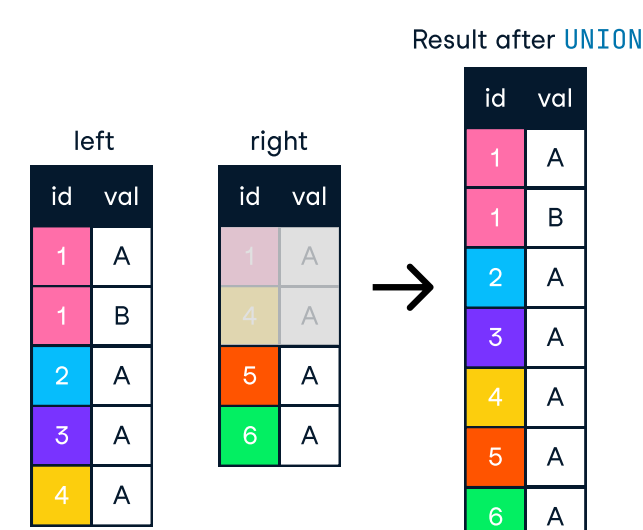 Result after UNION
left
id val
1 A
1 B
2 A
3 A
4 A
right
id val
1 A
4 A
5 A
6 A
id val
1 A
1 B
2 A
3 A
4 A
5 A
6 A